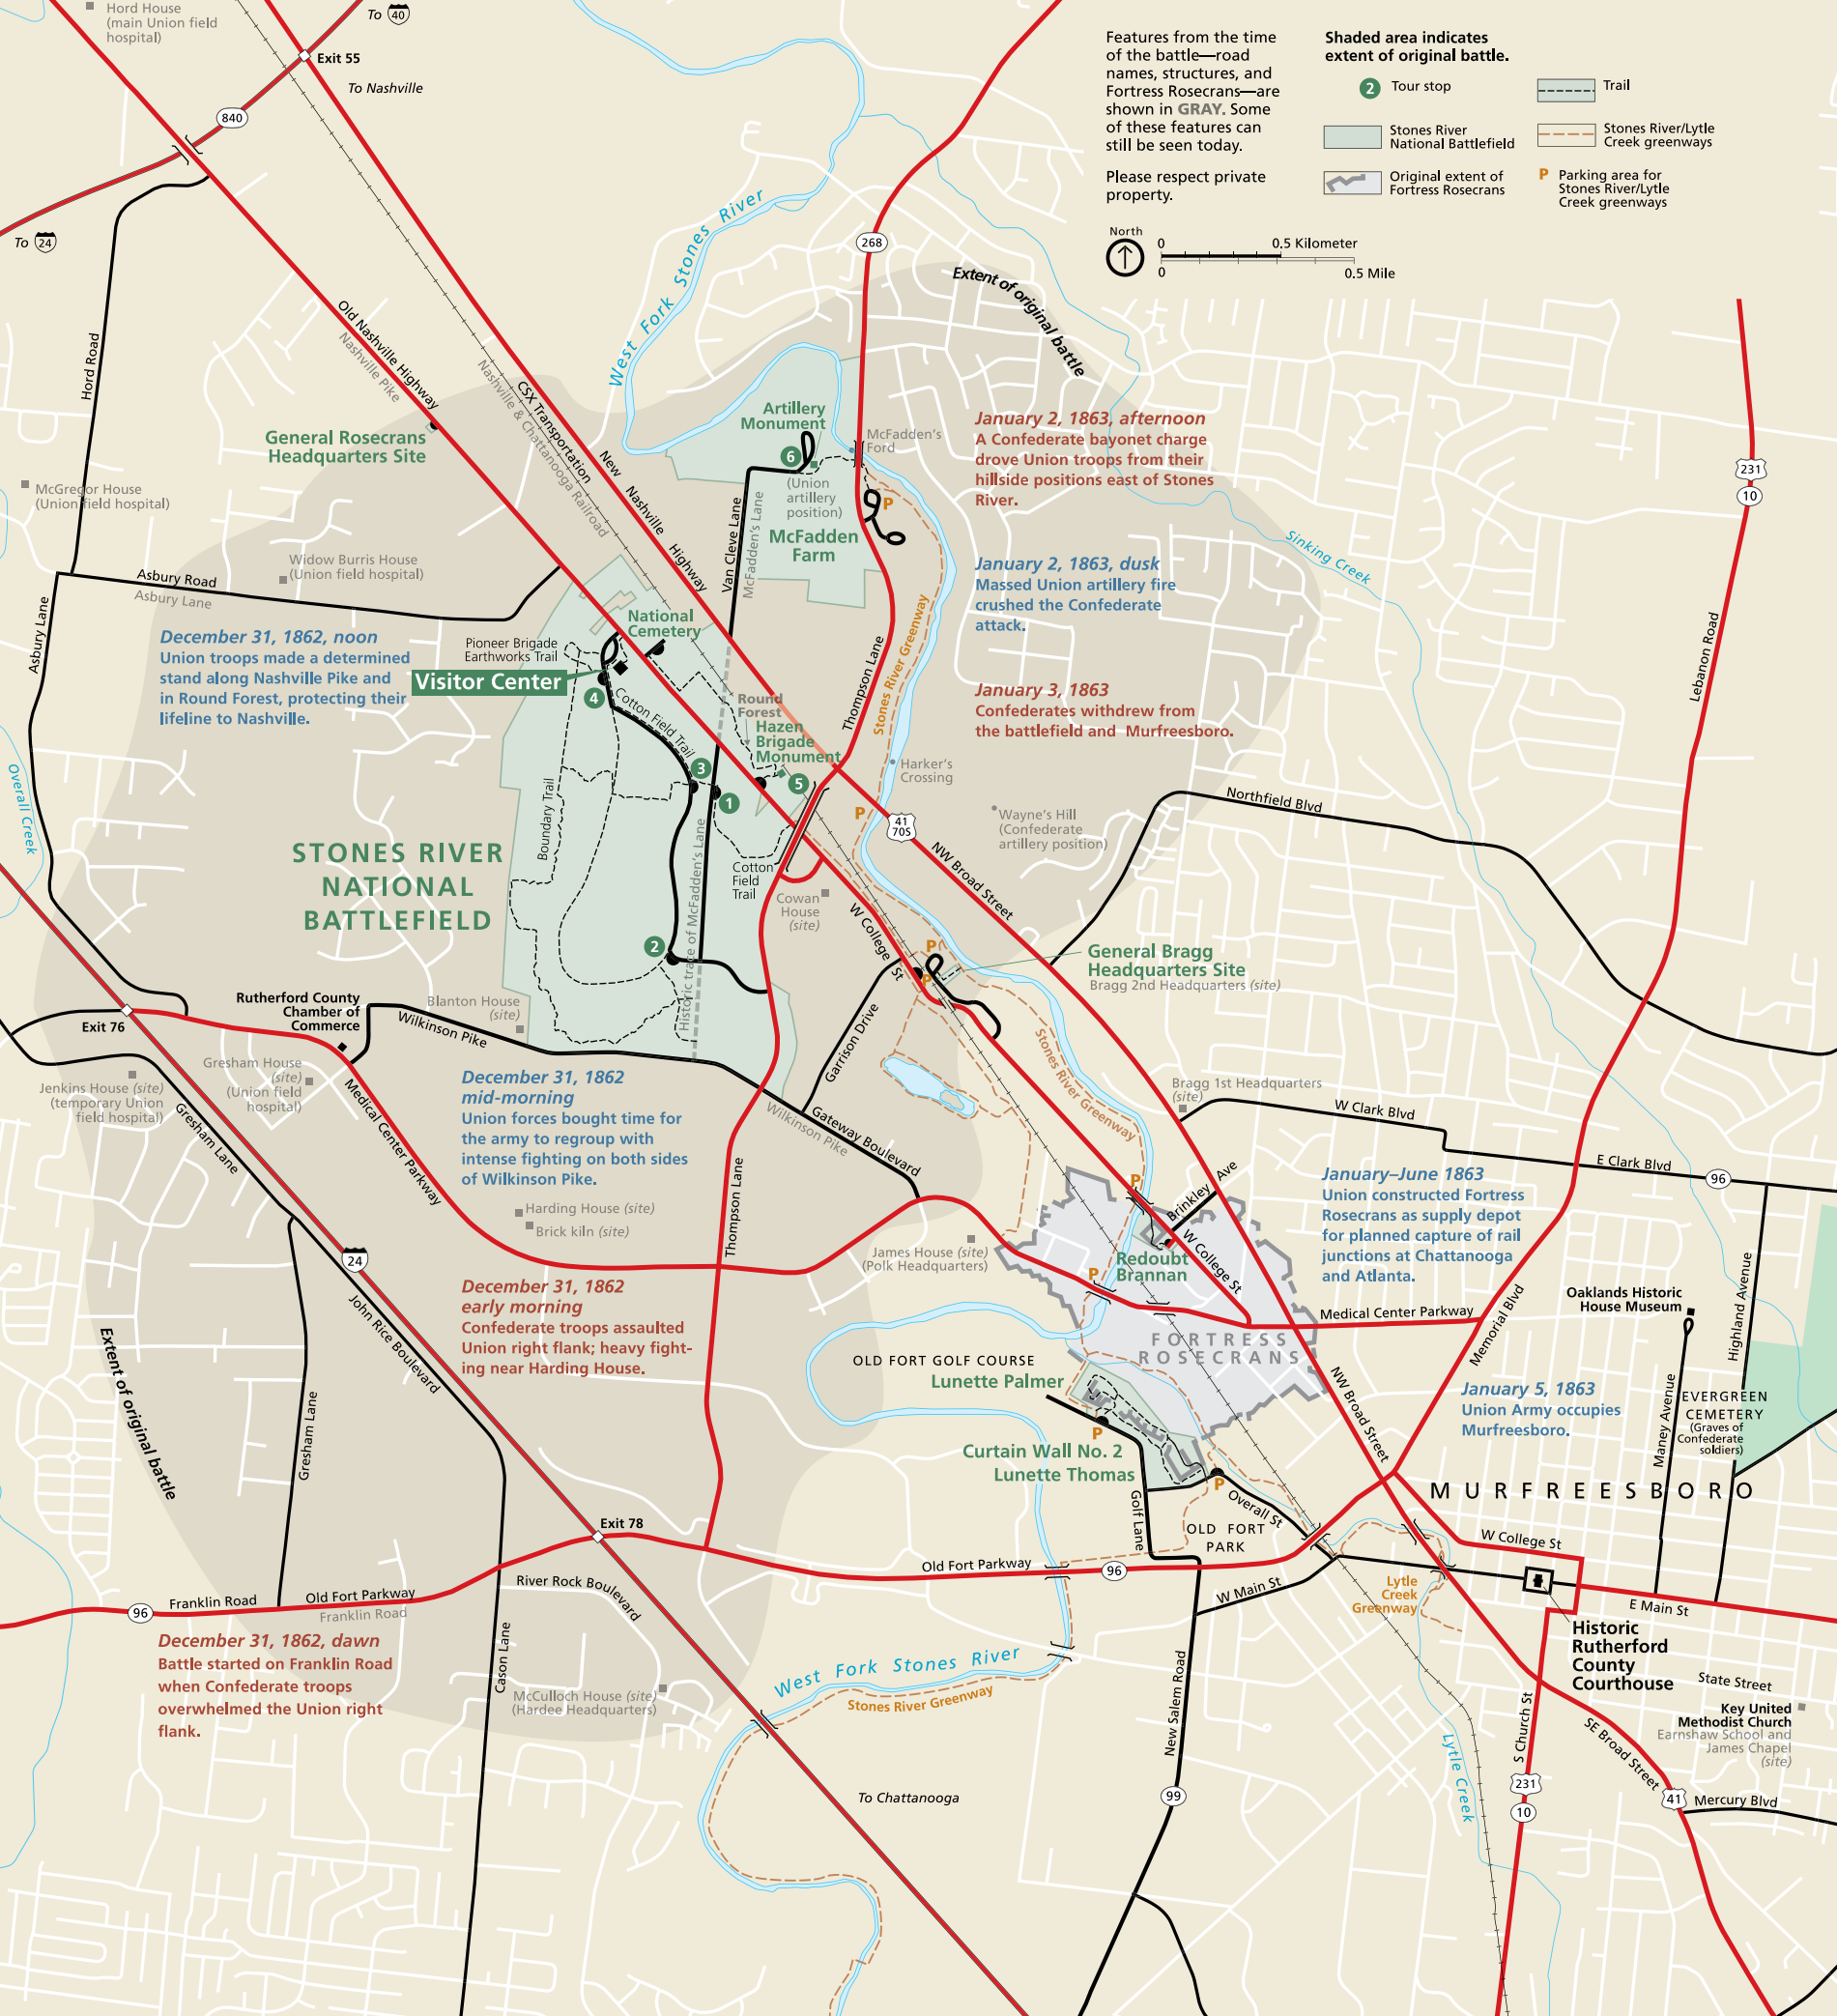 Hord House
(main Union field
hospital)
To 40
Exit 55
To Nashville
840
To 24
Features from the time
of the battle—road
names, structures, and
Fortress Rosecrans—are
shown in GRAY. Some
of these features can
still be seen today.
Please respect private
property.
Shaded area indicates
extent of original battle.
2 Tour stop
Trail
Stones River
National Battlefield
Stones River/Lytle
Creek greenways
Original extent of
Fortress Rosecrans
P Parking area for
Stones River/Lytle
Creek greenways
North
0 0.5 Kilometer
0 0.5 Mile
268
West Fork Stones River
Extent of original battle
Hord Road
Old Nashville Highway
Nashville Pike
CSX Transportation
Nashville & Chattanooga Railroad
New Nashville Highway
General Rosecrans
Headquarters Site
McGregor House
(Union field hospital)
Widow Burris House
(Union field hospital)
Asbury Road
Asbury Lane
Asbury Lane
Artillery
Monument
6
(Union
artillery
position)
McFadden's
Ford
P
McFadden
Farm
Van Cleve Lane
McFadden's Lane
January 2, 1863, afternoon
A Confederate bayonet charge
drove Union troops from their
hillside positions east of Stones
River.
January 2, 1863, dusk
Massed Union artillery fire
crushed the Confederate
attack.
January 3, 1863
Confederates withdrew from
the battlefield and Murfreesboro.
Sinking Creek
231
10
Lebanon Road
December 31, 1862, noon
Union troops made a determined
stand along Nashville Pike and
in Round Forest, protecting their
lifeline to Nashville.
Pioneer Brigade
Earthworks Trail
National
Cemetery
Visitor Center
4
Cotton Field Trail
Round
Forest
Hazen
Brigade
Monument
3
1
5
Thompson Lane
Stones River Greenway
Harker's
Crossing
P
41
70S
Wayne's Hill
(Confederate
artillery position)
Northfield Blvd
NW Broad Street
Overall Creek
STONES RIVER
NATIONAL
BATTLEFIELD
Boundary Trail
Historic trace of McFadden's Lane
Cotton
Field
Trail
Cowan
House
(site)
W College St
2
P
P
General Bragg
Headquarters Site
Bragg 2nd Headquarters (site)
Rutherford County
Chamber of
Commerce
Exit 76
Blanton House
(site)
Wilkinson Pike
Garrison Drive
Gresham House
(site)
(Union field
hospital)
Jenkins House (site)
(temporary Union
field hospital)
Gresham Lane
Medical Center Parkway
December 31, 1862
mid-morning
Union forces bought time for
the army to regroup with
intense fighting on both sides
of Wilkinson Pike.
Wilkinson Pike
Gateway Boulevard
Stones River Greenway
Bragg 1st Headquarters
(site)
W Clark Blvd
E Clark Blvd
96
Harding House (site)
Brick kiln (site)
Thompson Lane
James House (site)
(Polk Headquarters)
P
Brinkley Ave
Redoubt
Brannan
W College St
P
January–June 1863
Union constructed Fortress
Rosecrans as supply depot
for planned capture of rail
junctions at Chattanooga
and Atlanta.
24
John Rice Boulevard
December 31, 1862
early morning
Confederate troops assaulted
Union right flank; heavy fight-
ing near Harding House.
Extent of original battle
Gresham Lane
FORTRESS
ROSECRANS
Medical Center Parkway
Memorial Blvd
Oaklands Historic
House Museum
Highland Avenue
Maney Avenue
OLD FORT GOLF COURSE
Lunette Palmer
P
Curtain Wall No. 2
Lunette Thomas
NW Broad Street
January 5, 1863
Union Army occupies
Murfreesboro.
EVERGREEN
CEMETERY
(Graves of
Confederate
soldiers)
MURFREESBORO
Golf Lane
P
Overall St
OLD FORT
PARK
Exit 78
W College St
Old Fort Parkway
96
W Main St
Lytle
Creek
Greenway
E Main St
96
Franklin Road
Old Fort Parkway
Franklin Road
River Rock Boulevard
December 31, 1862, dawn
Battle started on Franklin Road
when Confederate troops
overwhelmed the Union right
flank.
Cason Lane
McCulloch House (site)
(Hardee Headquarters)
West Fork Stones River
Stones River Greenway
New Salem Road
Historic
Rutherford
County
Courthouse
State Street
Key United
Methodist Church
Earnshaw School and
James Chapel
(site)
S Church St
SE Broad Street
Lytle Creek
To Chattanooga
99
231
10
41
Mercury Blvd